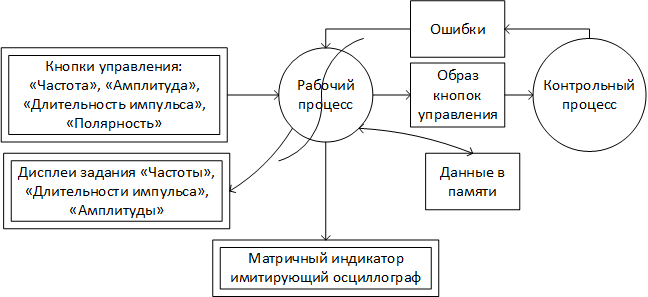 Кнопки управления:
«Частота», «Амплитуда»,
«Длительность импульса»,
«Полярность»
Рабочий
процесс
Ошибки
Образ
кнопок
управления
Контрольный
процесс
Дисплеи задания «Частоты»,
«Длительности импульса»,
«Амплитуды»
Данные в
памяти
Матричный индикатор
имитирующий осциллограф